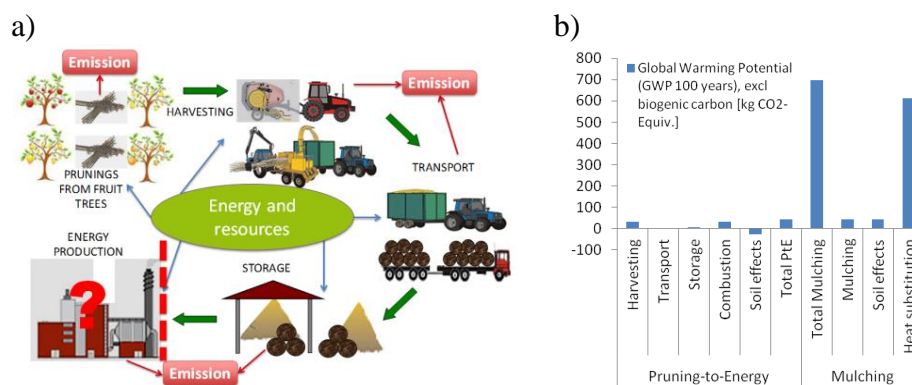 a)
Emission
HARVESTING
Emission
PRUNINGS
FROM FRUIT
TREES
TRANSPORT
Energy and
resources
ENERGY
PRODUCTION
STORAGE
?
Emission
b)
800
700
600
500
400
300
200
100
0
-100
Global Warming Potential
(GWP 100 years), excl
biogenic carbon [kg CO2-
Equiv.]
Harvesting
Transport
Storage
Combustion
Soil effects
Total PtE
Total Mulching
Mulching
Soil effects
Heat substitution
Pruning-to-Energy
Mulching